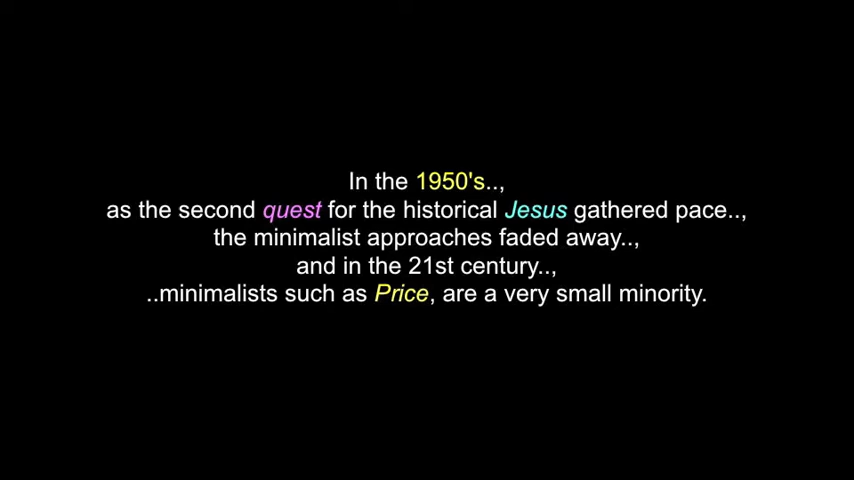 In the 1950's..,
as the second quest for the historical Jesus gathered pace..,
the minimalist approaches faded away..,
and in the 21st century..,
..minimalists such as Price, are a very small minority.